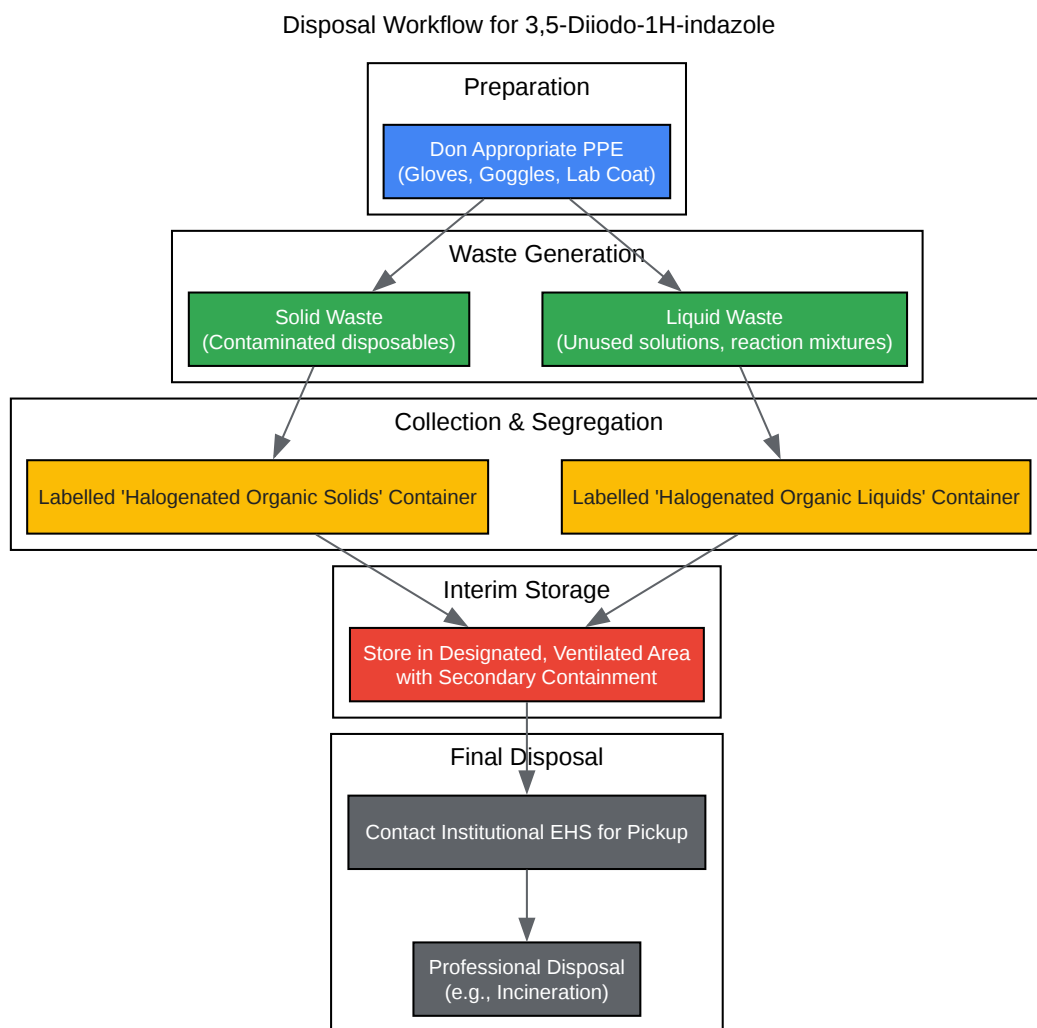 Disposal Workflow for 3,5-Diiodo-1H-indazole
Preparation
Don Appropriate PPE
(Gloves, Goggles, Lab Coat)
Waste Generation
Solid Waste
(Contaminated disposables)
Liquid Waste
(Unused solutions, reaction mixtures)
Collection & Segregation
Labelled 'Halogenated Organic Solids' Container
Labelled 'Halogenated Organic Liquids' Container
Interim Storage
Store in Designated, Ventilated Area
with Secondary Containment
Final Disposal
Contact Institutional EHS for Pickup
Professional Disposal
(e.g., Incineration)